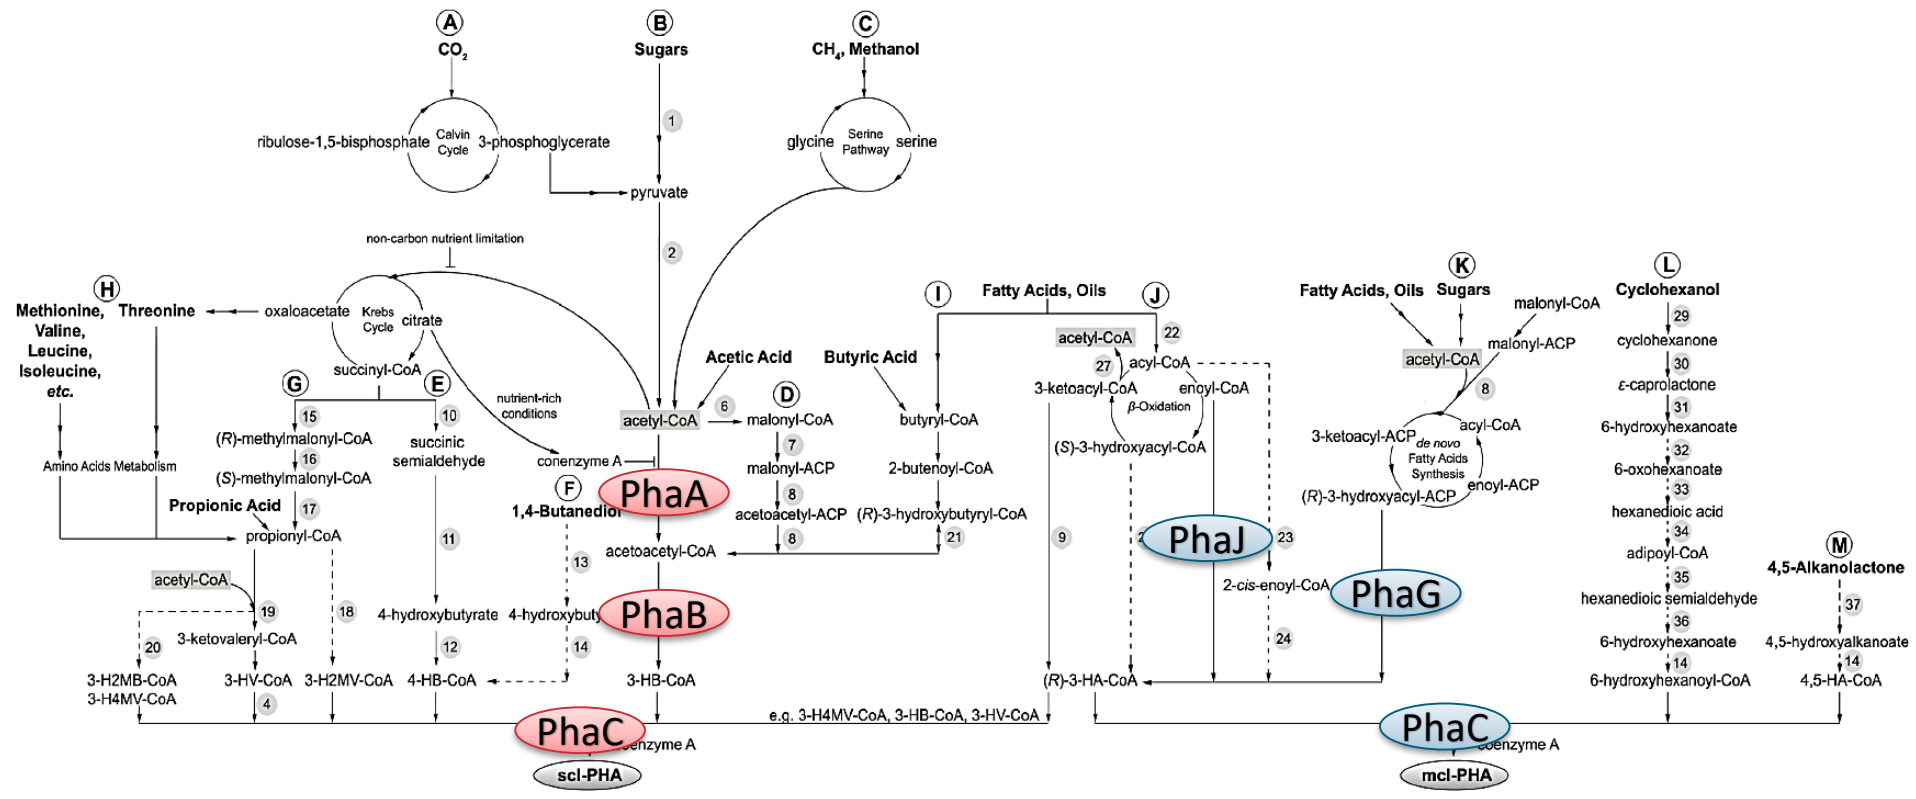 A
CO2
B
Sugars
C
CH4, Methanol
ribulose-1,5-bisphosphate
Calvin
Cycle
3-phosphoglycerate
1
glycine
Serine
Pathway
serine
pyruvate
non-carbon nutrient limitation
2
H
Methionine,
Valine,
Leucine,
Isoleucine,
etc.
Threonine
oxaloacetate
Krebs
Cycle
citrate
succinyl-CoA
G
E
nutrient-rich
conditions
15
(R)-methylmalonyl-CoA
16
(S)-methylmalonyl-CoA
17
10
succinic
semialdehyde
Amino Acids Metabolism
Propionic Acid
propionyl-CoA
acetyl-CoA
19
18
20
3-ketovaleryl-CoA
3-H2MB-CoA
3-H4MV-CoA
3-HV-CoA
4
3-H2MV-CoA
11
4-hydroxybutyrate
12
4-HB-CoA
coenzyme A
F
1,4-Butanediol
13
4-hydroxybuty
14
Acetic Acid
acetyl-CoA
6
D
malonyl-CoA
7
malonyl-ACP
8
acetoacetyl-ACP
8
PhaA
acetoacetyl-CoA
PhaB
3-HB-CoA
Butyric Acid
I
Fatty Acids, Oils
J
butyryl-CoA
2-butenoyl-CoA
(R)-3-hydroxybutyryl-CoA
21
acetyl-CoA
22
27
acyl-CoA
3-ketoacyl-CoA
enoyl-CoA
β-Oxidation
(S)-3-hydroxyacyl-CoA
9
2
PhaJ
23
2-cis-enoyl-CoA
24
(R)-3-HA-CoA
e.g. 3-H4MV-CoA, 3-HB-CoA, 3-HV-CoA
K
Fatty Acids, Oils
Sugars
malonyl-CoA
malonyl-ACP
acetyl-CoA
8
3-ketoacyl-ACP
acyl-CoA
de novo
Fatty Acids
Synthesis
enoyl-ACP
(R)-3-hydroxyacyl-ACP
PhaG
L
Cyclohexanol
29
cyclohexanone
30
ε-caprolactone
31
6-hydroxyhexanoate
32
6-oxohexanoate
33
hexanedioic acid
34
adipoyl-CoA
35
hexanedioic semialdehyde
36
6-hydroxyhexanoate
14
6-hydroxyhexanoyl-CoA
M
4,5-Alkanolactone
37
4,5-hydroxyalkanoate
14
4,5-HA-CoA
PhaC
oenzyme A
scl-PHA
PhaC
coenzyme A
mcl-PHA